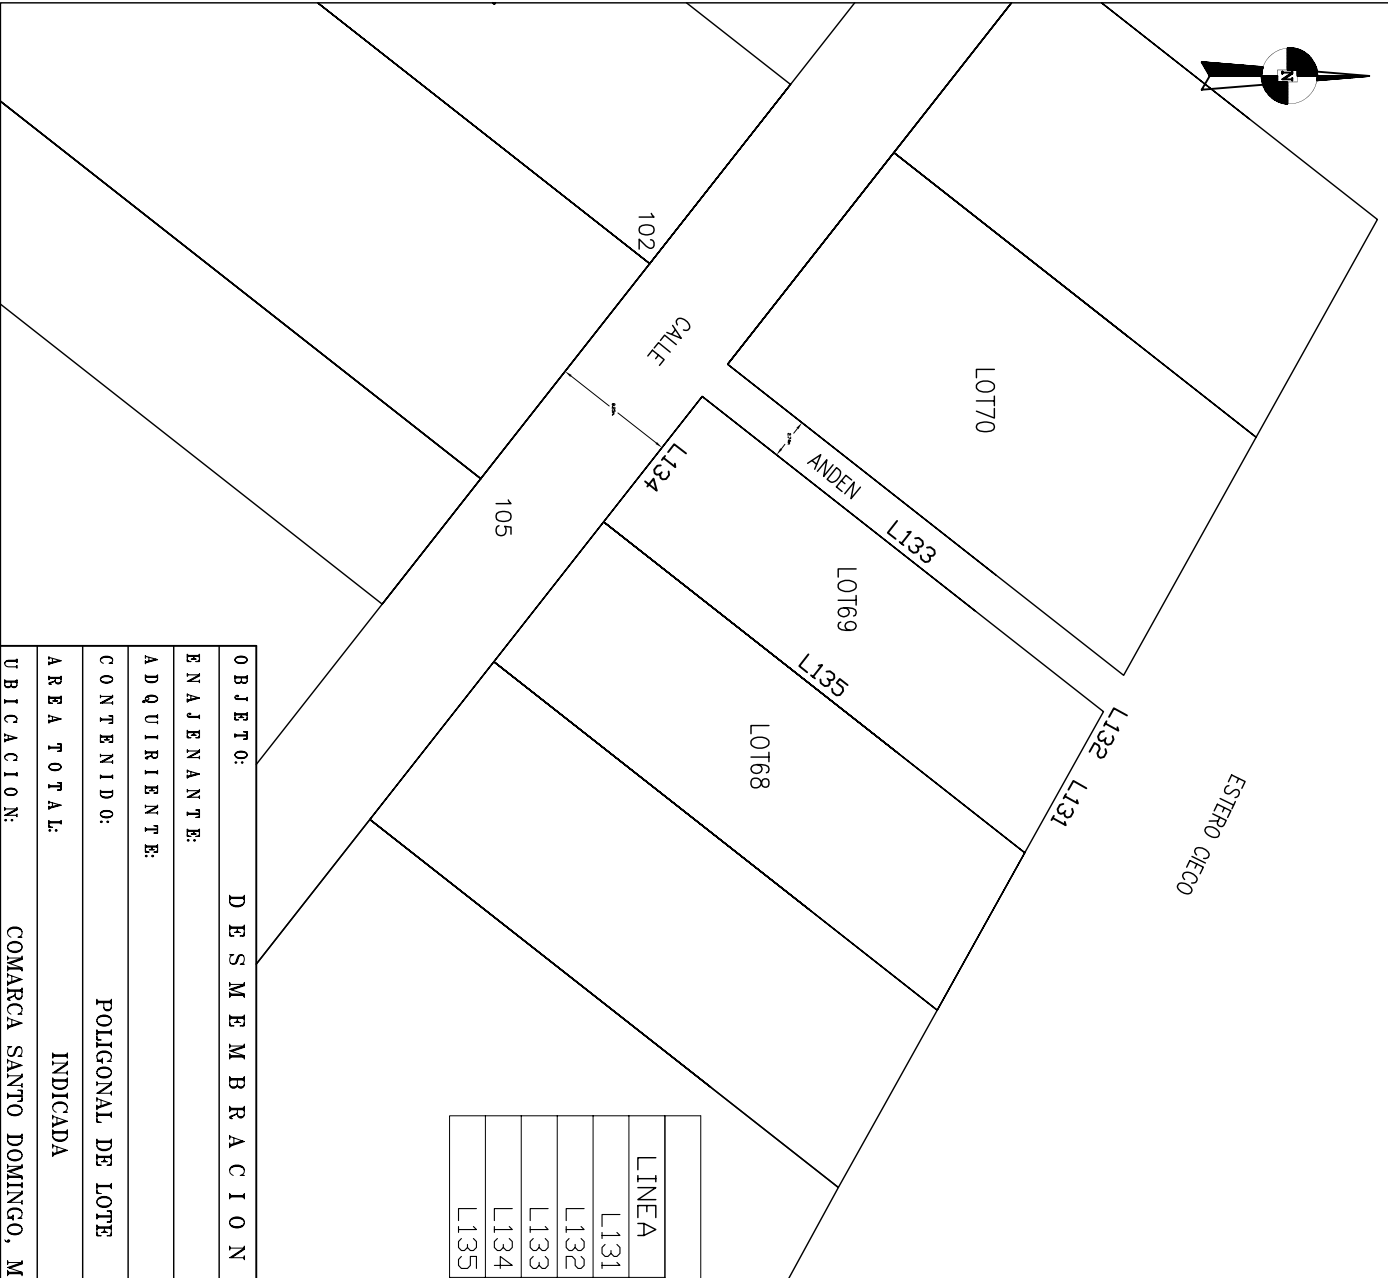 N
102
CALLE
LOT70
L134
ANDEN
L133
105
LOT69
L135
L132
LOT68
L131
ESTERO CIECO
LINEA
L131
L132
L133
L134
L135
OBJETO: DESMEMBRACION
ENAJENANTE:
ADQUIRIENTE:
CONTENIDO: POLIGONAL DE LOTE
AREA TOTAL: INDICADA
UBICACION: COMARCA SANTO DOMINGO, M